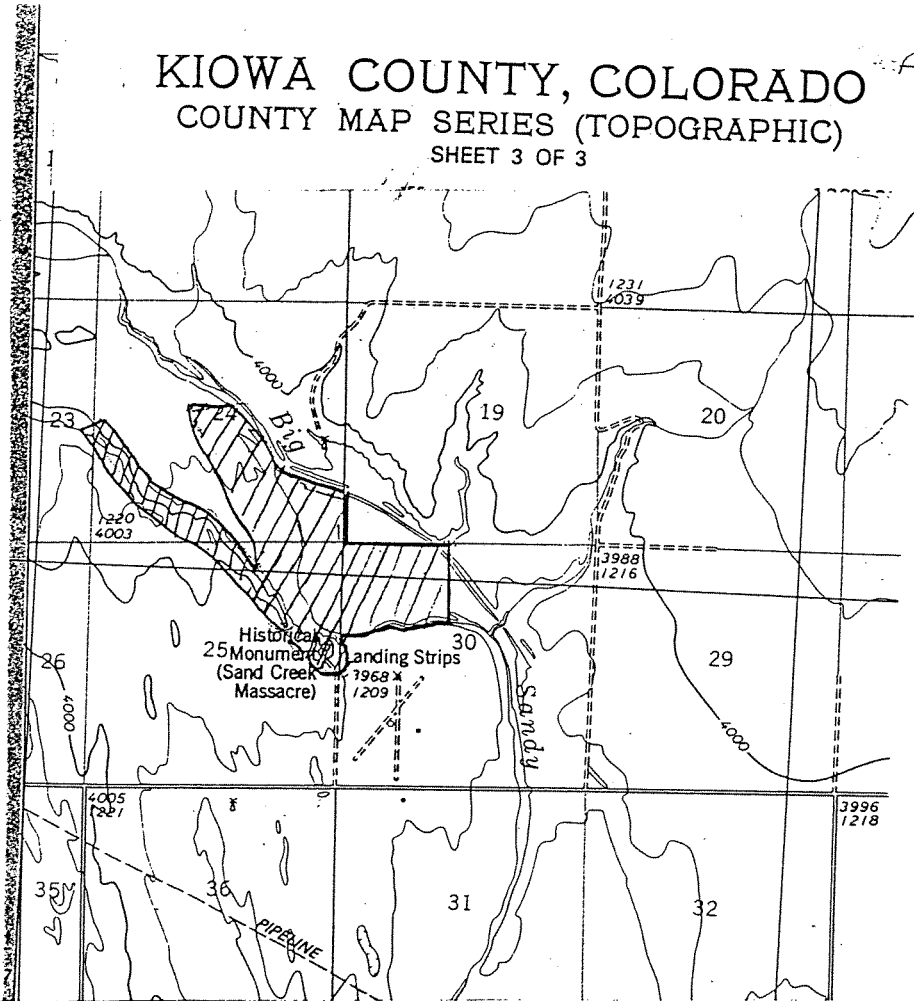 KIOWA COUNTY, COLORADO
COUNTY MAP SERIES (TOPOGRAPHIC)
SHEET 3 OF 3
1231
4039
4000
23
24
Big
19
20
1220
4003
3988
1216
Historical
25 Monument
(Sand Creek
Massacre)
30
Landing Strips
3968
1209
29
26
4000
Sandy
4000
4005
1221
3996
1218
35
36
31
32
PIPELINE